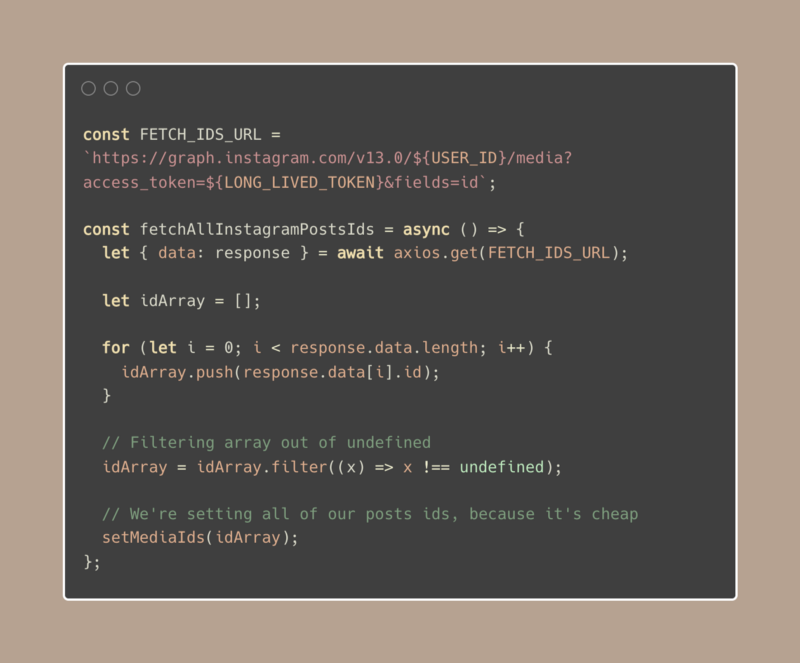 const FETCH_IDS_URL =
`https://graph.instagram.com/v13.0/${USER_ID}/media?
access_token=${LONG_LIVED_TOKEN}&fields=id`;

const fetchAllInstagramPostsIds = async () => {
  let { data: response } = await axios.get(FETCH_IDS_URL);

  let idArray = [];

  for (let i = 0; i < response.data.length; i++) {
    idArray.push(response.data[i].id);
  }

  // Filtering array out of undefined
  idArray = idArray.filter((x) => x !== undefined);

  // We're setting all of our posts ids, because it's cheap
  setMediaIds(idArray);
};